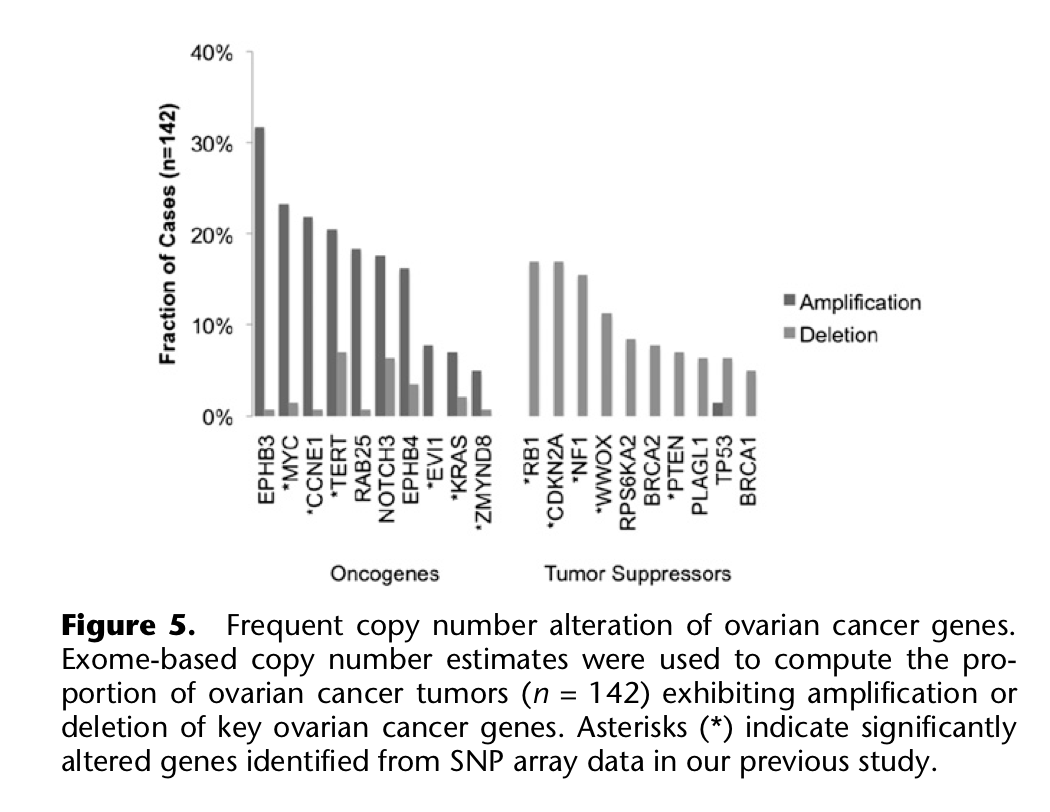 40%
30%
20%
10%
0%
Fraction of Cases (n=142)
EPHB3
*MYC
*CCNE1
*TERT
RAB25
NOTCH3
EPHB4
*EVI1
*KRAS
*ZMYND8
*RB1
*CDKN2A
*NF1
*WWOX
RPS6KA2
BRCA2
*PTEN
PLAGL1
TP53
BRCA1
Amplification
Deletion
Oncogenes
Tumor Suppressors
Figure 5. Frequent copy number alteration of ovarian cancer genes.
Exome-based copy number estimates were used to compute the pro-
portion of ovarian cancer tumors (n = 142) exhibiting amplification or
deletion of key ovarian cancer genes. Asterisks (*) indicate significantly
altered genes identified from SNP array data in our previous study.